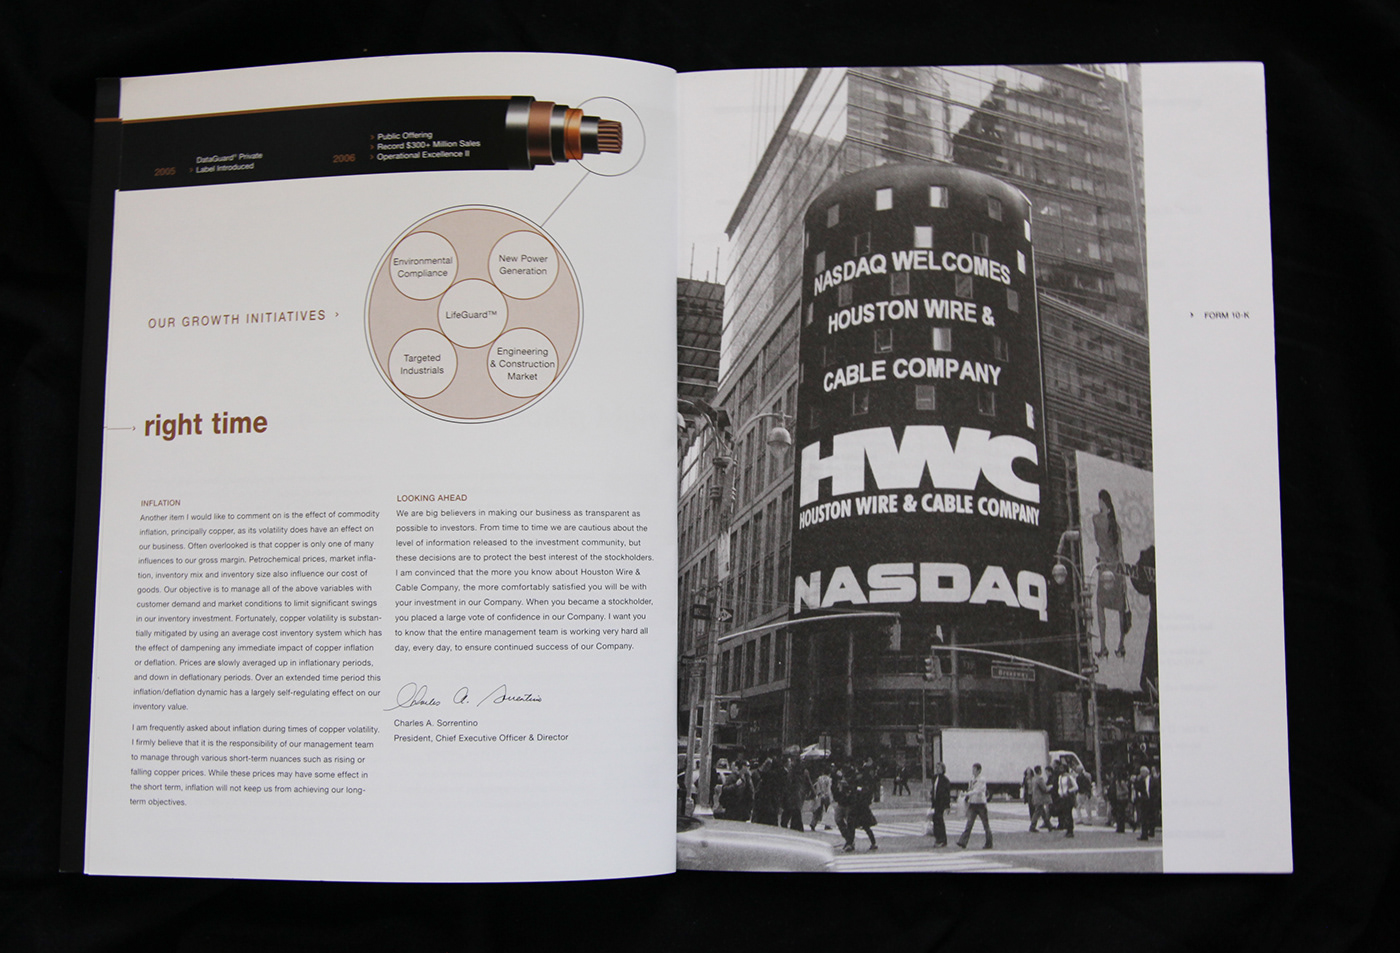 2005
DataGuard® Private
› Label Introduced
2006
› Public Offering
› Record $300+ Million Sales
› Operational Excellence II
Environmental
Compliance
New Power
Generation
LifeGuard™
Targeted
Industrials
Engineering
& Construction
Market
OUR GROWTH INITIATIVES ›
right time
INFLATION
Another item I would like to comment on is the effect of commodity
inflation, principally copper, as its volatility does have an effect on
our business. Often overlooked is that copper is only one of many
influences to our gross margin. Petrochemical prices, market infla-
tion, inventory mix and inventory size also influence our cost of
goods. Our objective is to manage all of the above variables with
customer demand and market conditions to limit significant swings
in our inventory investment. Fortunately, copper volatility is substan-
tially mitigated by using an average cost inventory system which has
the effect of dampening any immediate impact of copper inflation
or deflation. Prices are slowly averaged up in inflationary periods,
and down in deflationary periods. Over an extended time period this
inflation/deflation dynamic has a largely self-regulating effect on our
inventory value.
I am frequently asked about inflation during times of copper volatility.
I firmly believe that it is the responsibility of our management team
to manage through various short-term nuances such as rising or
falling copper prices. While these prices may have some effect in
the short term, inflation will not keep us from achieving our long-
term objectives.
LOOKING AHEAD
We are big believers in making our business as transparent as
possible to investors. From time to time we are cautious about the
level of information released to the investment community, but
these decisions are to protect the best interest of the stockholders.
I am convinced that the more you know about Houston Wire &
Cable Company, the more comfortably satisfied you will be with
your investment in our Company. When you became a stockholder,
you placed a large vote of confidence in our Company. I want you
to know that the entire management team is working very hard all
day, every day, to ensure continued success of our Company.
Charles A. Sorrentino
Charles A. Sorrentino
President, Chief Executive Officer & Director
NASDAQ WELCOMES
HOUSTON WIRE &
CABLE COMPANY
HWC
HOUSTON WIRE & CABLE COMPANY
NASDAQ
Broadway
› FORM 10-K